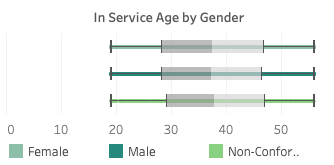 In Service Age by Gender
0 10 20 30 40 50
Female Male Non-Confor..